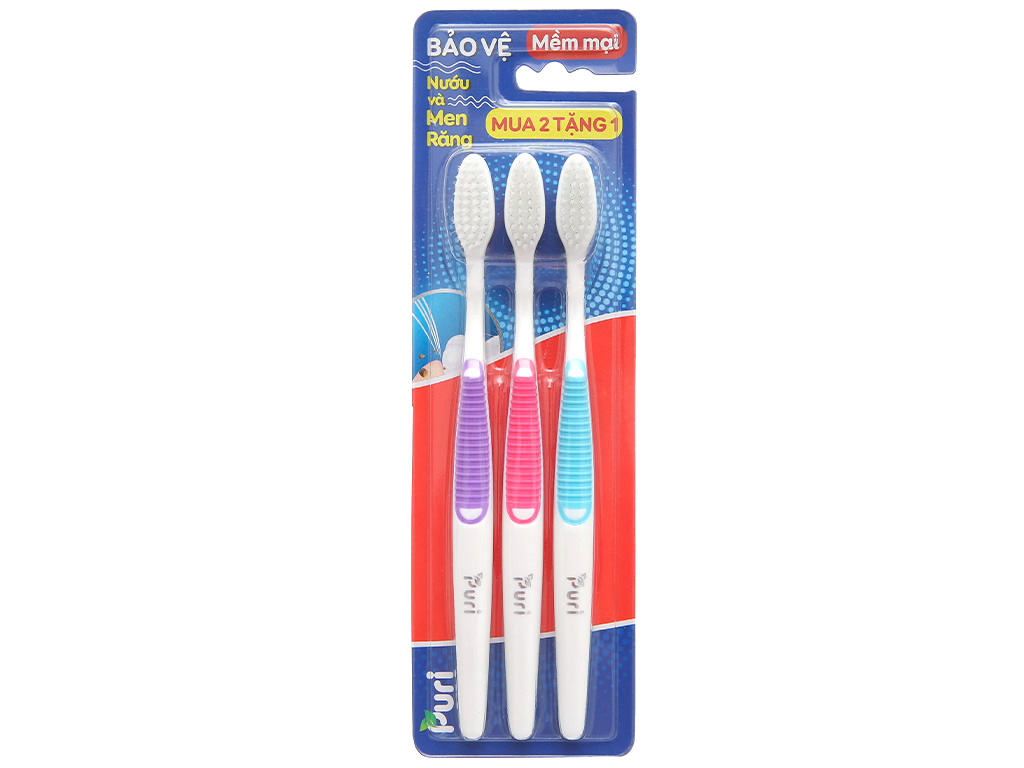 BẢO VỆ
Mềm mại
Nướu
và
Men
Răng
MUA 2 TẶNG 1
Puri
Puri
Puri
Puri